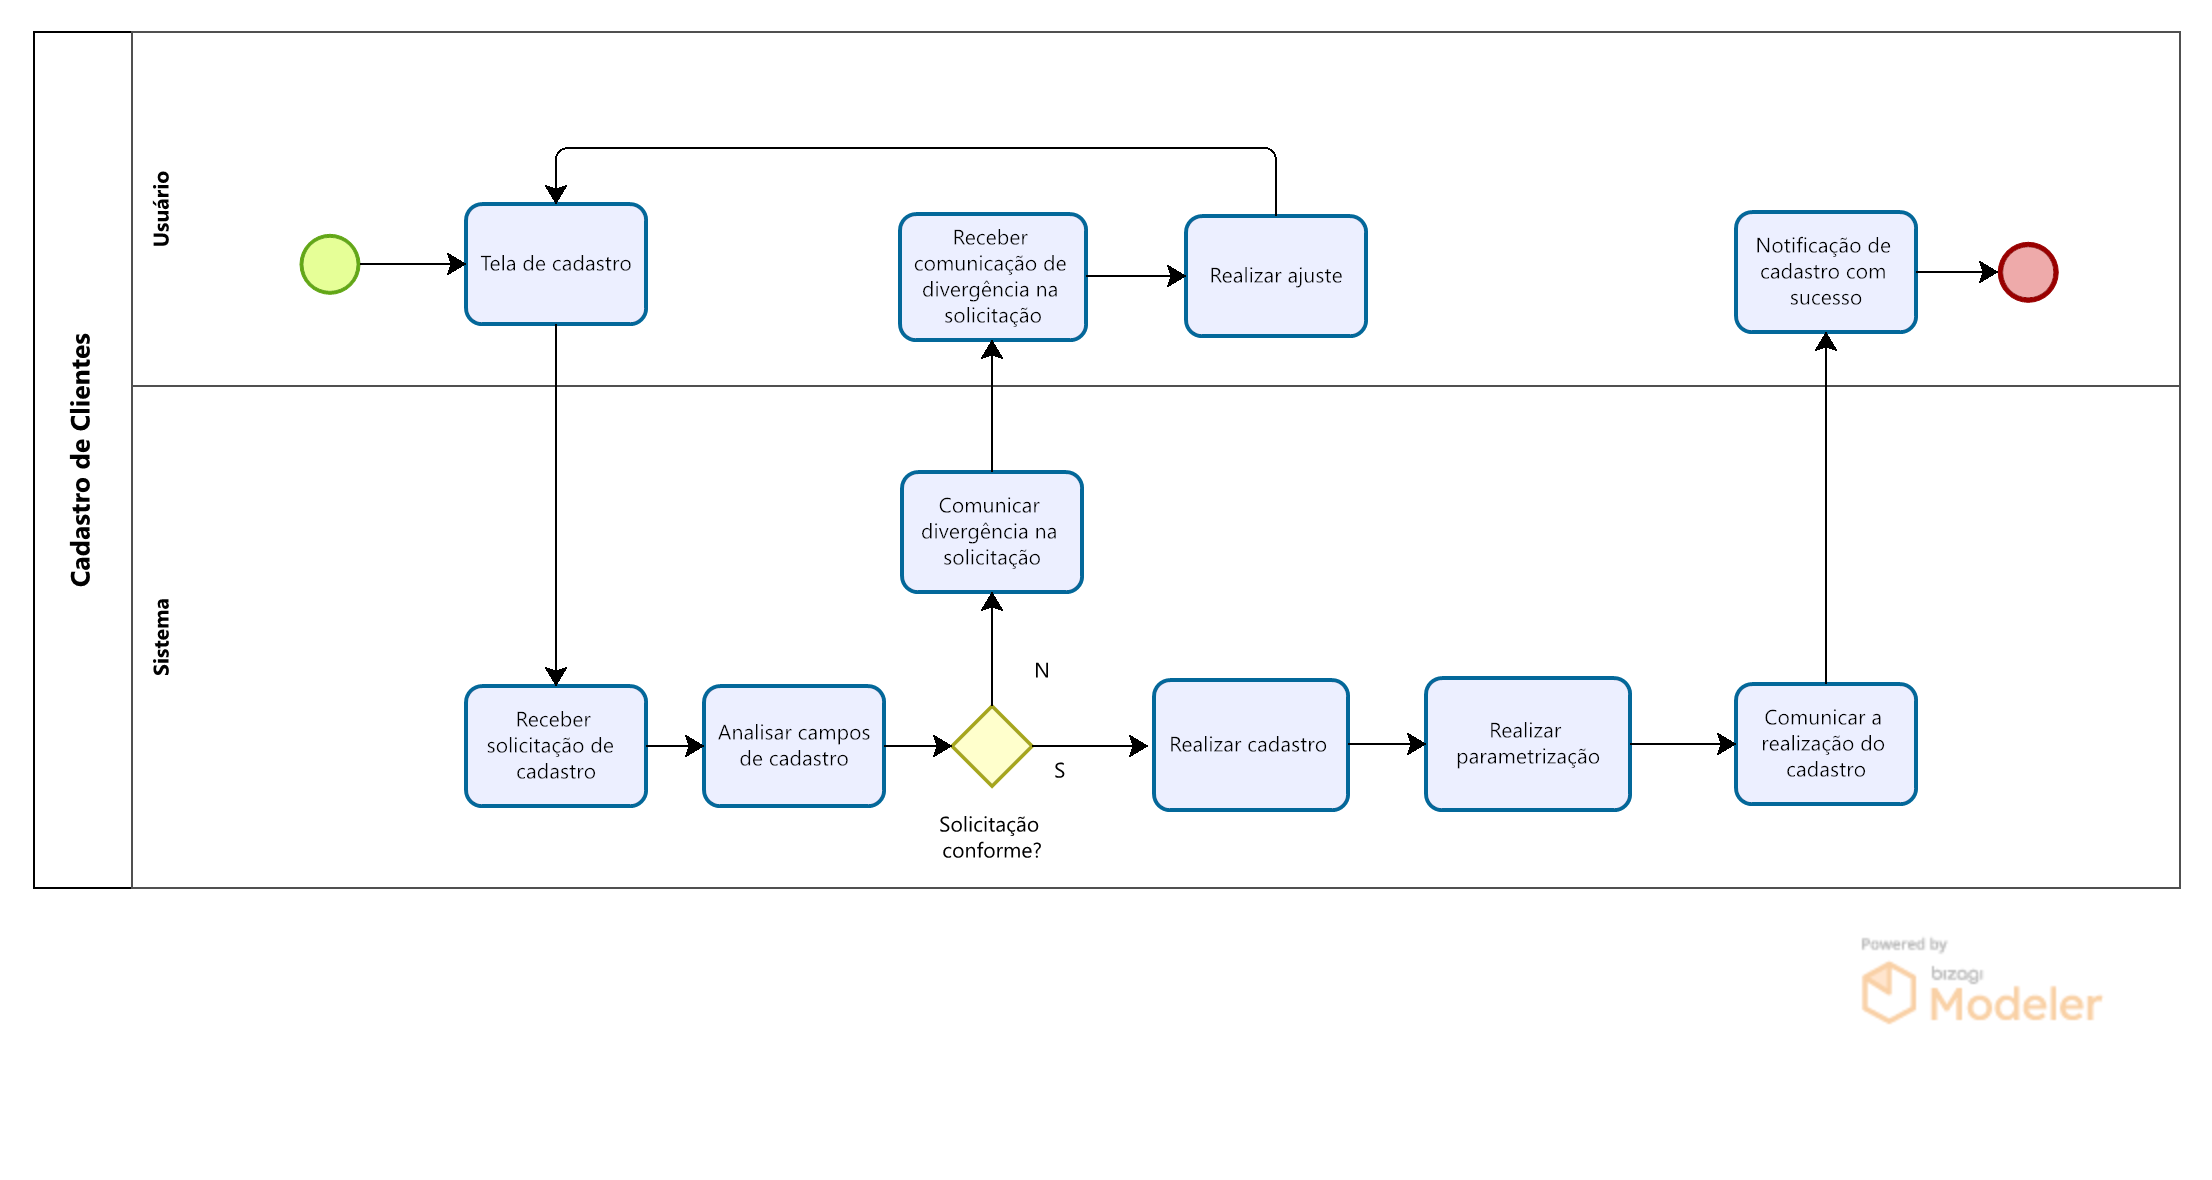 Cadastro de Clientes
Usuário
Tela de cadastro
Receber
comunicação de
divergência na
solicitação
Realizar ajuste
Notificação de
cadastro com
sucesso
Sistema
Comunicar
divergência na
solicitação
N
Receber
solicitação de
cadastro
Analisar campos
de cadastro
S
Solicitação
conforme?
Realizar cadastro
Realizar
parametrização
Comunicar a
realização do
cadastro
Powered by
bizagi
Modeler